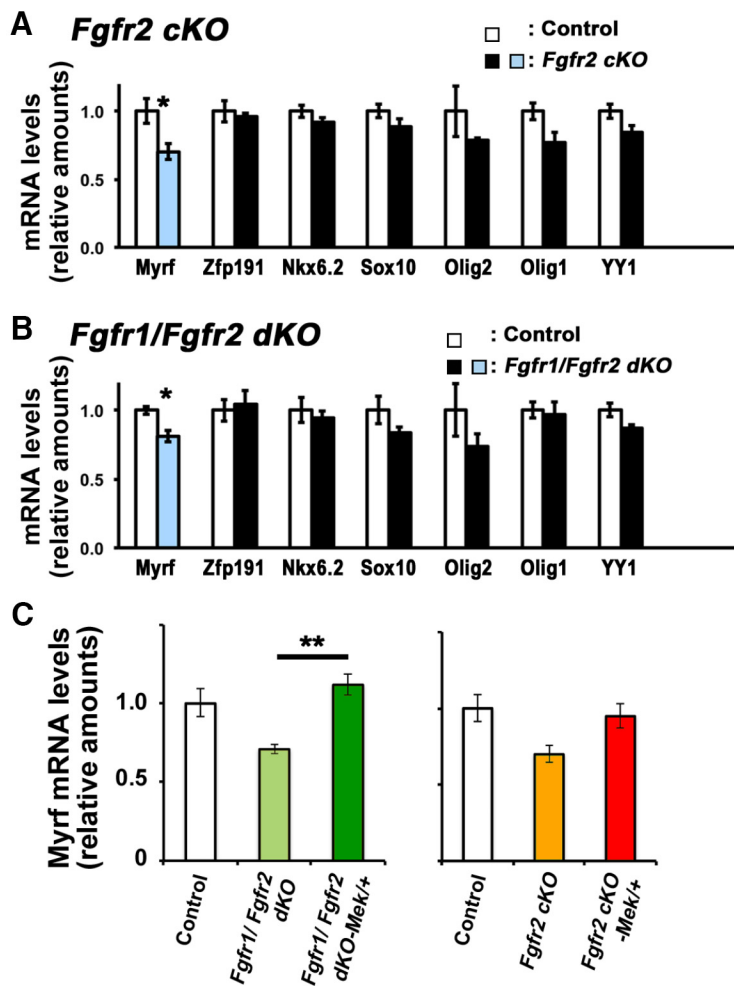 A Fgfr2 cKO
: Control
: Fgfr2 cKO
mRNA levels
(relative amounts)
*
1.0
0.5
0.0
Myrf Zfp191 Nkx6.2 Sox10 Olig2 Olig1 YY1
B Fgfr1/Fgfr2 dKO
: Control
: Fgfr1/Fgfr2 dKO
mRNA levels
(relative amounts)
*
1.0
0.5
0.0
Myrf Zfp191 Nkx6.2 Sox10 Olig2 Olig1 YY1
C
Myrf mRNA levels
(relative amounts)
**
1.0
0.5
0
Control
Fgfr1/ Fgfr2
dKO
Fgfr1/ Fgfr2
dKO-Mek/+
Control
Fgfr2 cKO
Fgfr2 cKO
-Mek/+